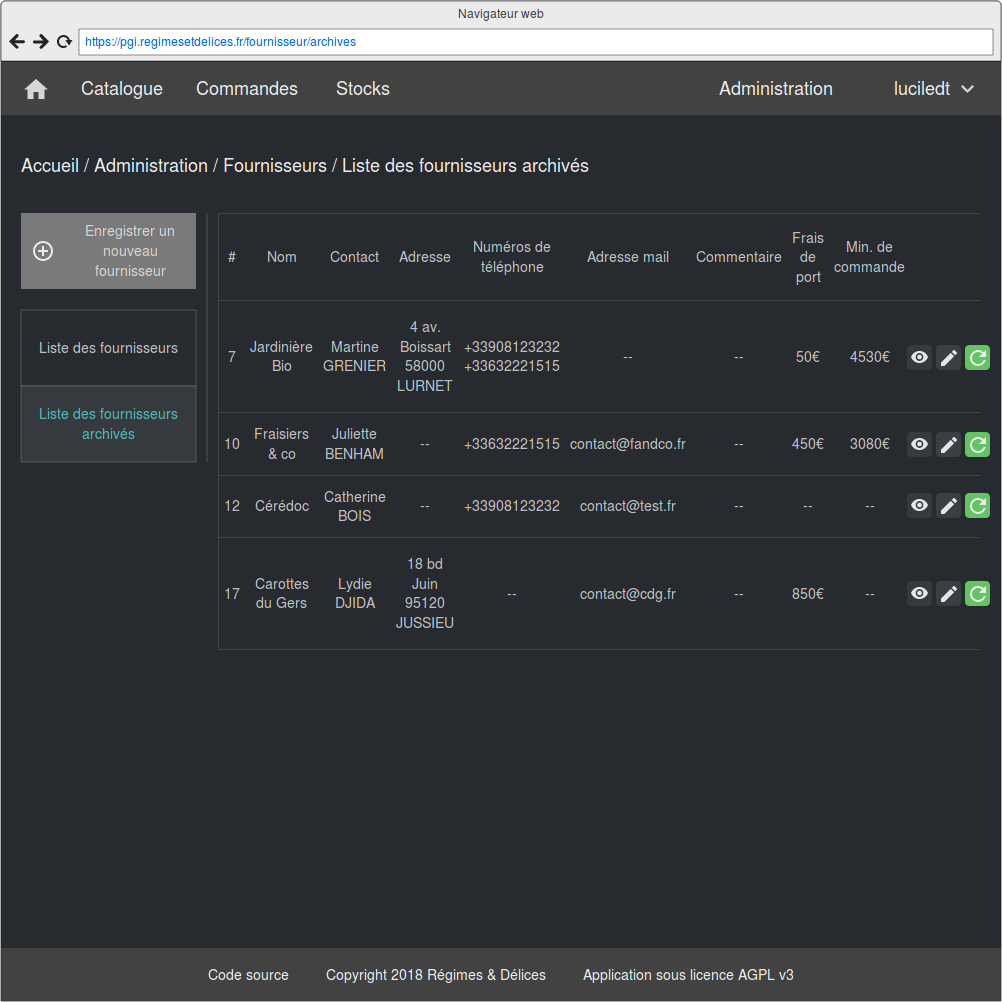 Navigateur web
https://pgi.regimesetdelices.fr/fournisseur/archives
Catalogue Commandes Stocks Administration luciledt
Accueil / Administration / Fournisseurs / Liste des fournisseurs archivés
Enregistrer un
nouveau
fournisseur
Liste des fournisseurs
Liste des fournisseurs
archivés
# Nom Contact Adresse Numéros de téléphone Adresse mail Commentaire Frais de port Min. de commande
7 Jardinière Bio Martine GRENIER 4 av. Boissart 58000 LURNET +33908123232 +33632221515 -- -- 50€ 4530€
10 Fraisiers & co Juliette BENHAM -- +33632221515 contact@fandco.fr -- 450€ 3080€
12 Cérédoc Catherine BOIS -- +33908123232 contact@test.fr -- -- --
17 Carottes du Gers Lydie DJIDA 18 bd Juin 95120 JUSSIEU -- contact@cdg.fr -- 850€ --
Code source Copyright 2018 Régimes & Délices Application sous licence AGPL v3